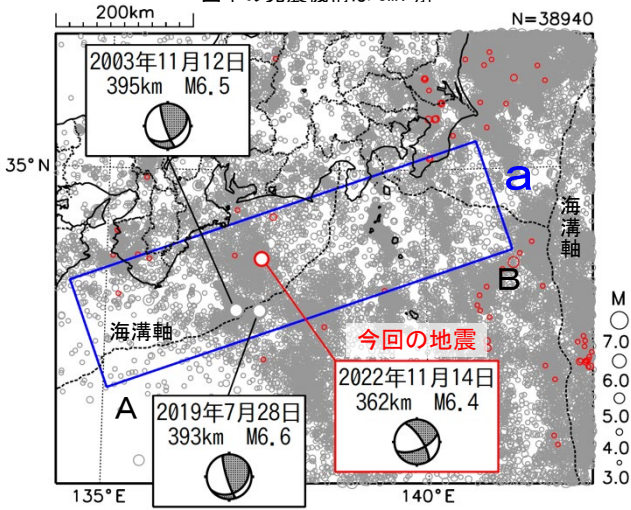 200km
N=38940
2003年11月12日
395km M6.5
35°N
a
海溝軸
B
海溝軸
今回の地震
M
7.0
6.0
5.0
4.0
3.0
2022年11月14日
362km M6.4
A
2019年7月28日
393km M6.6
135°E
140°E